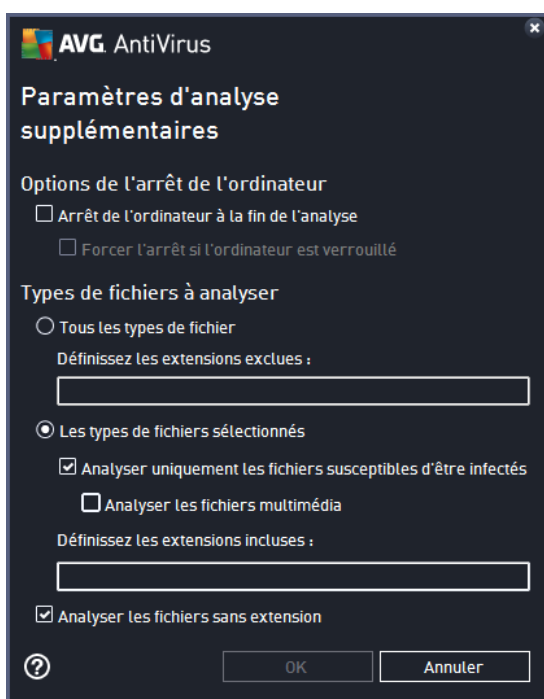 AVG AntiVirus
Paramètres d'analyse
supplémentaires
Options de l'arrêt de l'ordinateur
Arrêt de l'ordinateur à la fin de l'analyse
Forcer l'arrêt si l'ordinateur est verrouillé
Types de fichiers à analyser
Tous les types de fichier
Définissez les extensions exclues :
Les types de fichiers sélectionnés
Analyser uniquement les fichiers susceptibles d'être infectés
Analyser les fichiers multimédia
Définissez les extensions incluses :
Analyser les fichiers sans extension
? OK Annuler